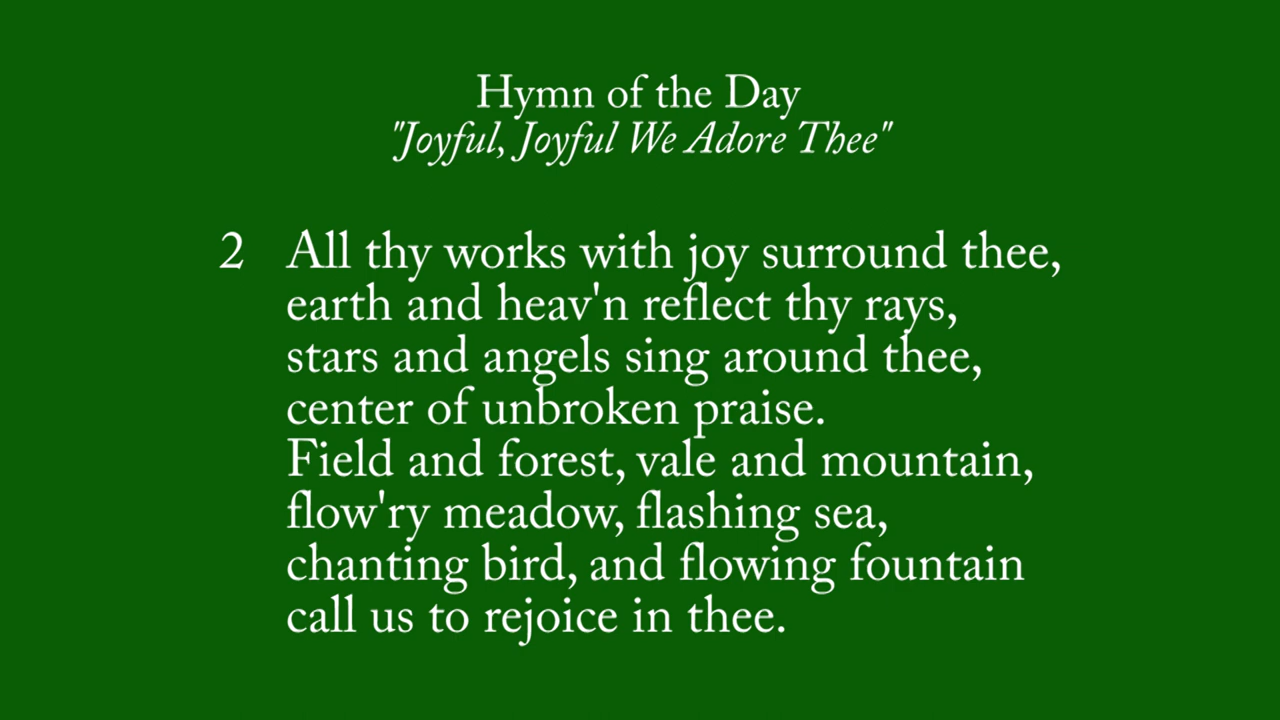 Hymn of the Day
"Joyful, Joyful We Adore Thee"
2 All thy works with joy surround thee,
earth and heav'n reflect thy rays,
stars and angels sing around thee,
center of unbroken praise.
Field and forest, vale and mountain,
flow'ry meadow, flashing sea,
chanting bird, and flowing fountain
call us to rejoice in thee.